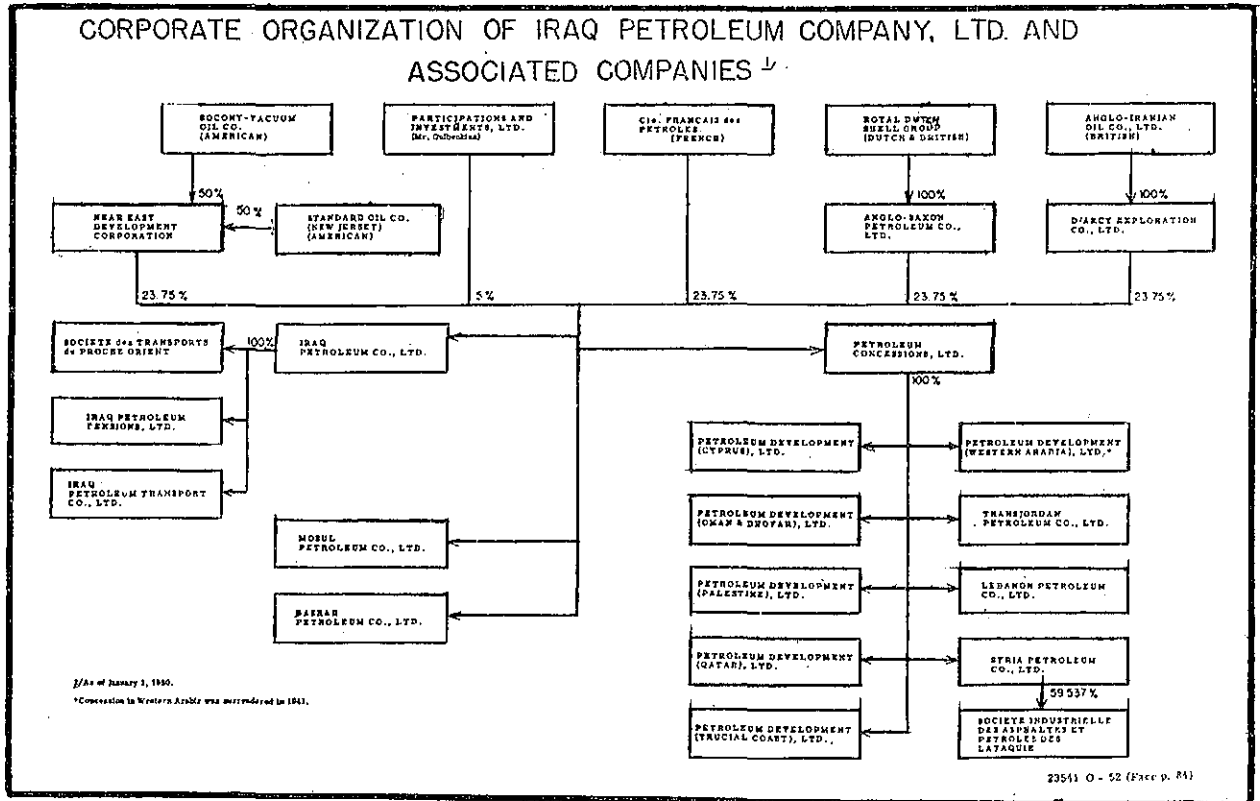 CORPORATE ORGANIZATION OF IRAQ PETROLEUM COMPANY, LTD. AND
ASSOCIATED COMPANIES 1/
SOCONY-VACUUM
OIL CO.
(AMERICAN)
PARTICIPATIONS AND
INVESTMENTS, LTD.
(Mr. Gulbenkian)
Cie. FRANCAIS des
PETROLES
(FRENCH)
ROYAL DUTCH
SHELL GROUP
(DUTCH & BRITISH)
ANGLO-IRANIAN
OIL CO., LTD.
(BRITISH)
50%
100%
100%
NEAR EAST
DEVELOPMENT
CORPORATION
50%
STANDARD OIL CO.
(NEW JERSEY)
(AMERICAN)
ANGLO-SAXON
PETROLEUM CO.,
LTD.
D'ARCY EXPLORATION
CO., LTD.
23.75%
5%
23.75%
23.75%
23.75%
SOCIETE des TRANSPORTS
du PROCHE ORIENT
100%
IRAQ
PETROLEUM CO., LTD.
PETROLEUM
CONCESSIONS, LTD.
100%
IRAQ PETROLEUM
PENSIONS, LTD.
IRAQ
PETROLEUM TRANSPORT
CO., LTD.
MOSUL
PETROLEUM CO., LTD.
BASRAH
PETROLEUM CO., LTD.
PETROLEUM DEVELOPMENT
(CYPRUS), LTD.
PETROLEUM DEVELOPMENT
(WESTERN ARABIA), LTD.*
PETROLEUM DEVELOPMENT
(OMAN & DHOFAR), LTD.
TRANSJORDAN
PETROLEUM CO., LTD.
PETROLEUM DEVELOPMENT
(PALESTINE), LTD.
LEBANON PETROLEUM
CO., LTD.
PETROLEUM DEVELOPMENT
(QATAR), LTD.
SYRIA PETROLEUM
CO., LTD.
59.537%
PETROLEUM DEVELOPMENT
(TRUCIAL COAST), LTD.,
SOCIETE INDUSTRIELLE
DES ASPHALTES ET
PETROLES DES
LATAQUIE
1/As of January 1, 1950.
*Concession in Western Arabia was surrendered in 1941.
23541 O - 52 (Face p. 84)